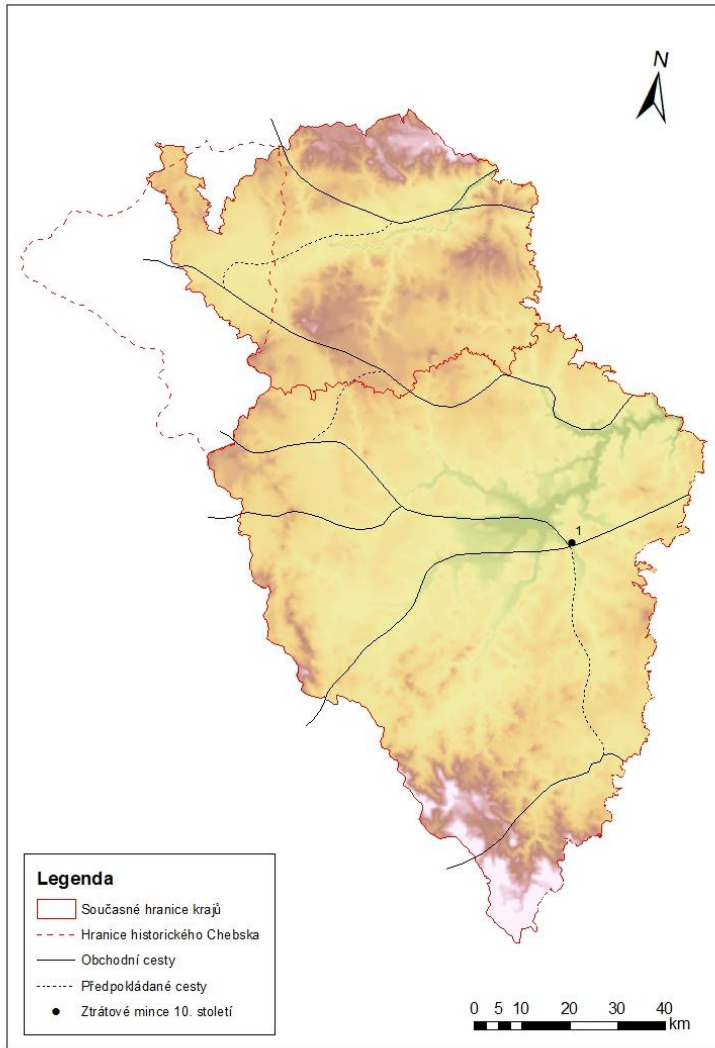 N
1
Legenda
Současné hranice krajů
Hranice historického Chebska
Obchodní cesty
Předpokládané cesty
Ztrátové mince 10. století
0 5 10 20 30 40
km